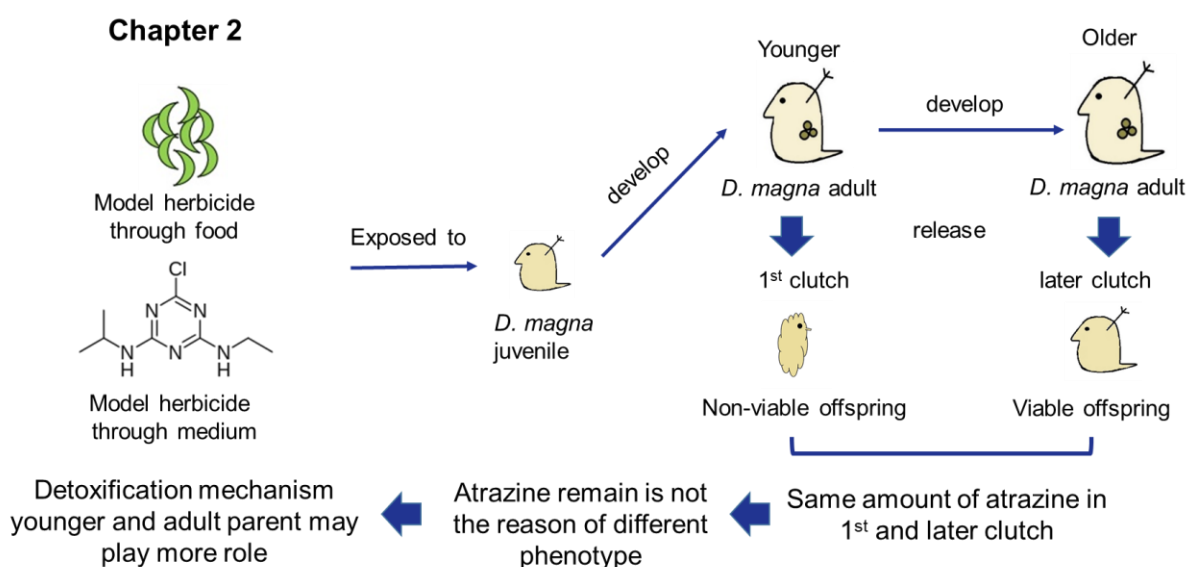 Chapter 2
Model herbicide
through food
Cl
N
N
N
N
H
N
H
Model herbicide
through medium
Exposed to
D. magna
juvenile
develop
Younger
D. magna adult
develop
Older
D. magna adult
release
1st clutch
later clutch
Non-viable offspring
Viable offspring
Same amount of atrazine in
1st and later clutch
Atrazine remain is not
the reason of different
phenotype
Detoxification mechanism
younger and adult parent may
play more role